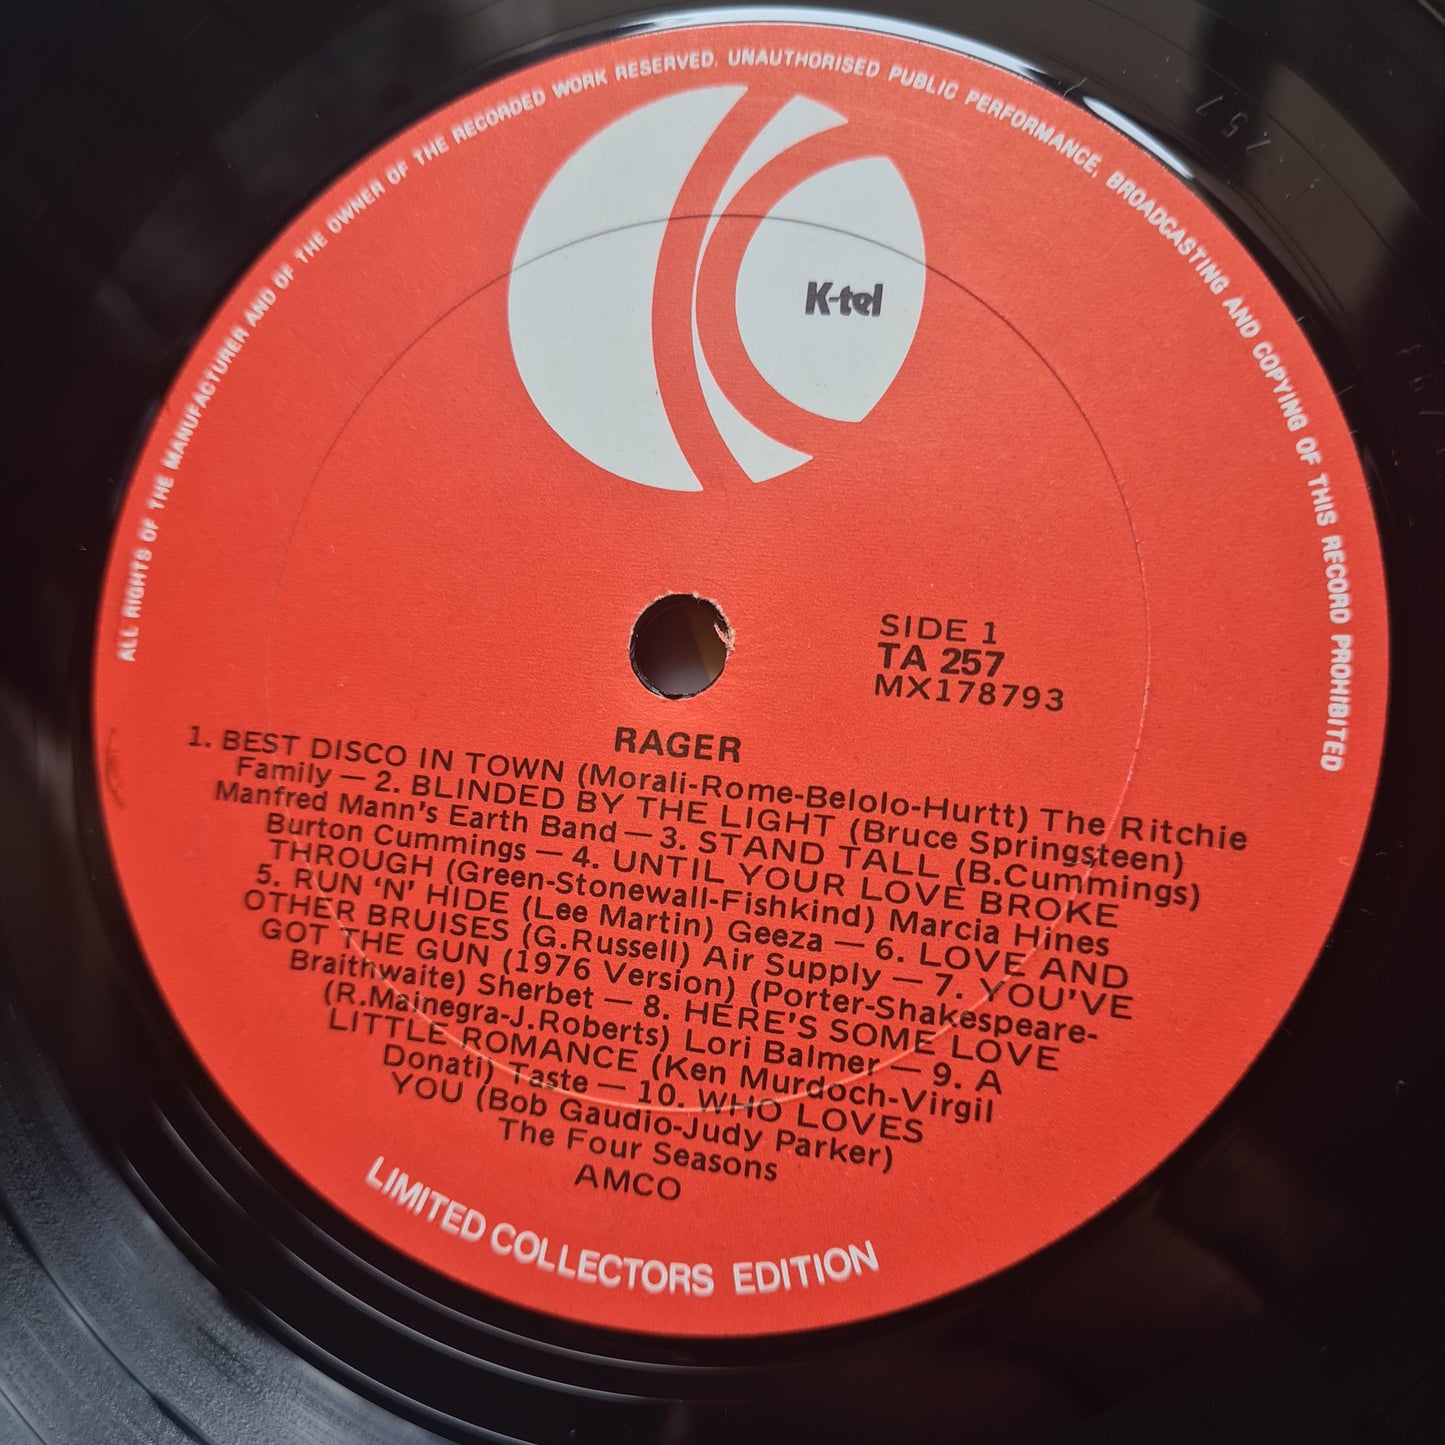 ALL RIGHTS OF THE MANUFACTURER AND OF THE OWNER OF THE RECORDED WORK RESERVED. UNAUTHORISED PUBLIC PERFORMANCE, BROADCASTING AND COPYING OF THIS RECORD PROHIBITED
K-tel
SIDE 1
TA 257
MX178793
RAGER
1. BEST DISCO IN TOWN (Morali-Rome-Belolo-Hurtt) The Ritchie
Family — 2. BLINDED BY THE LIGHT (Bruce Springsteen)
Manfred Mann's Earth Band — 3. STAND TALL (B.Cummings)
Burton Cummings — 4. UNTIL YOUR LOVE BROKE
THROUGH (Green-Stonewall-Fishkind) Marcia Hines
5. RUN 'N' HIDE (Lee Martin) Geeza — 6. LOVE AND
OTHER BRUISES (G.Russell) Air Supply — 7. YOU'VE
GOT THE GUN (1976 Version) (Porter-Shakespeare-
Braithwaite) Sherbet — 8. HERE'S SOME LOVE
(R.Mainegra-J.Roberts) Lori Balmer — 9. A
LITTLE ROMANCE (Ken Murdoch-Virgil
Donati) Taste — 10. WHO LOVES
YOU (Bob Gaudio-Judy Parker)
The Four Seasons
AMCO
LIMITED COLLECTORS EDITION